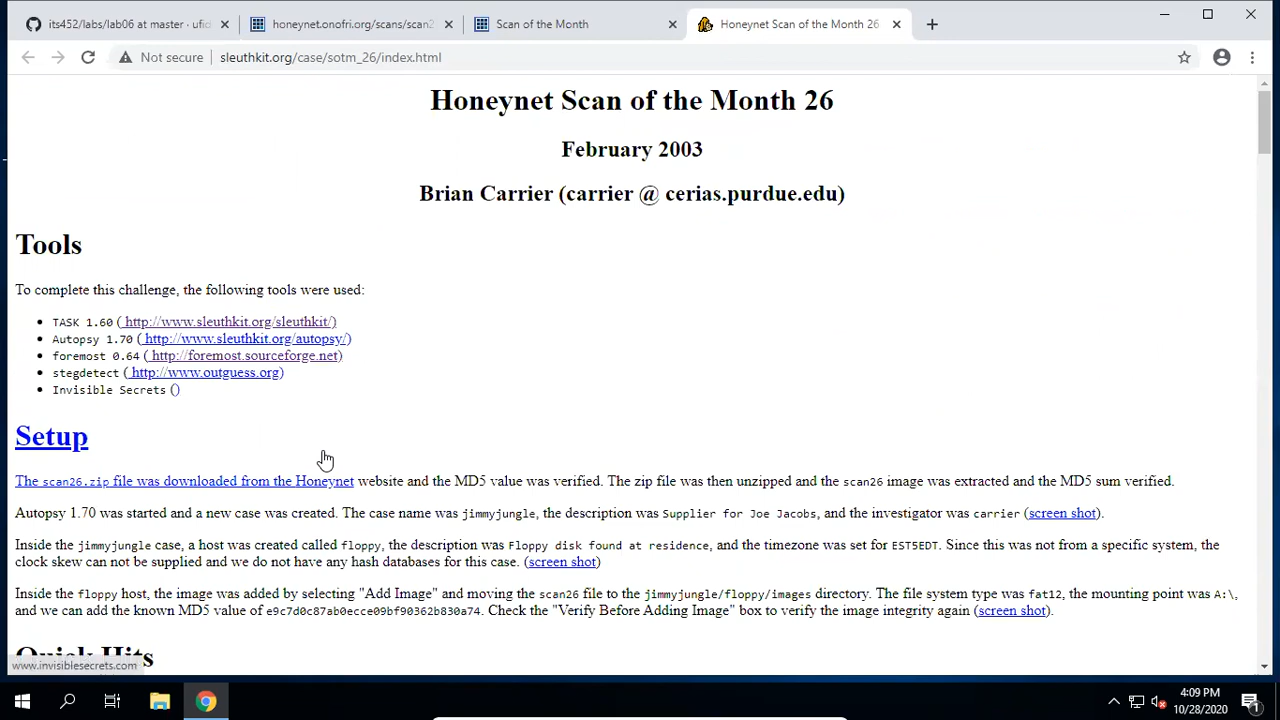 its452/labs/lab06 at master · ufid
honeynet.onofri.org/scans/scan2
Scan of the Month
Honeynet Scan of the Month 26
Not secure
sleuthkit.org/case/sotm_26/index.html
Honeynet Scan of the Month 26
February 2003
Brian Carrier (carrier @ cerias.purdue.edu)
Tools
To complete this challenge, the following tools were used:
TASK 1.60 ( http://www.sleuthkit.org/sleuthkit/)
Autopsy 1.70 ( http://www.sleuthkit.org/autopsy/)
foremost 0.64 ( http://foremost.sourceforge.net)
stegdetect ( http://www.outguess.org)
Invisible Secrets ()
Setup
The scan26.zip file was downloaded from the Honeynet website and the MD5 value was verified. The zip file was then unzipped and the scan26 image was extracted and the MD5 sum verified.
Autopsy 1.70 was started and a new case was created. The case name was jimmyjungle, the description was Supplier for Joe Jacobs, and the investigator was carrier (screen shot).
Inside the jimmyjungle case, a host was created called floppy, the description was Floppy disk found at residence, and the timezone was set for EST5EDT. Since this was not from a specific system, the
clock skew can not be supplied and we do not have any hash databases for this case. (screen shot)
Inside the floppy host, the image was added by selecting "Add Image" and moving the scan26 file to the jimmyjungle/floppy/images directory. The file system type was fat12, the mounting point was A:\,
and we can add the known MD5 value of e9c7d0c87ab0ecce09bf90362b830a74. Check the "Verify Before Adding Image" box to verify the image integrity again (screen shot).
Quick Hits
www.invisiblesecrets.com
4:09 PM
10/28/2020
1